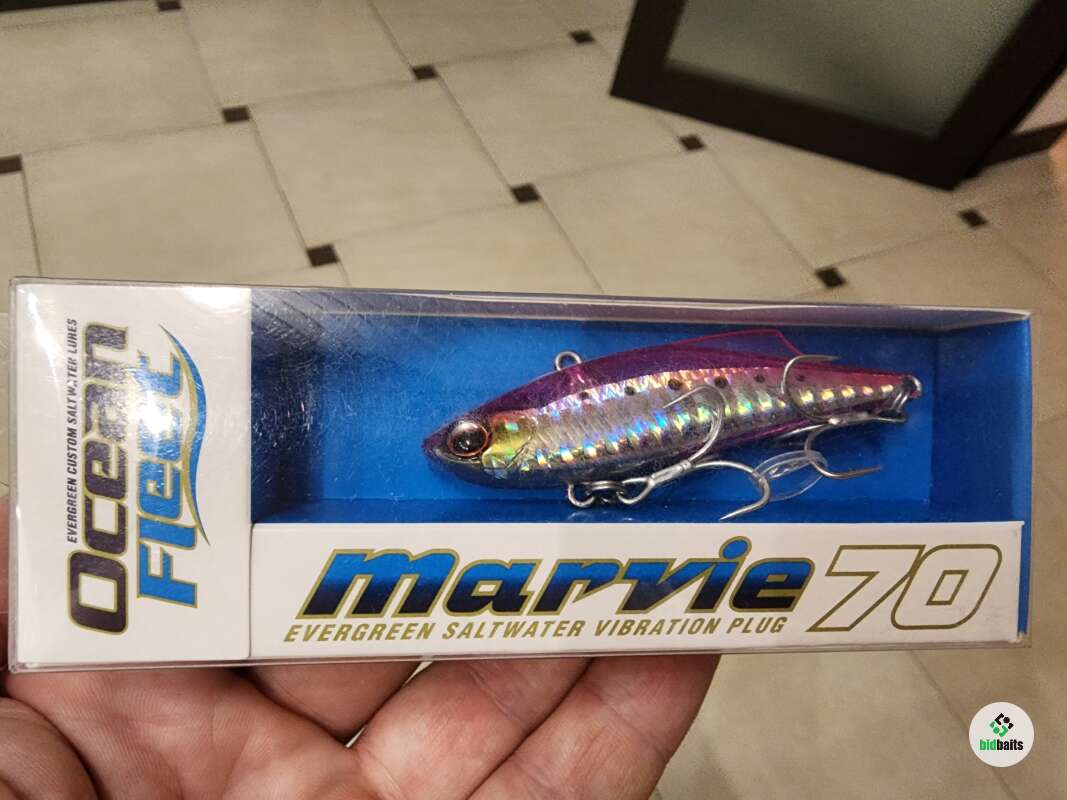 EVERGREEN CUSTOM SALTWATER LURES
Ocean
Fleet
marvie 70
EVERGREEN SALTWATER VIBRATION PLUG
bidbaits